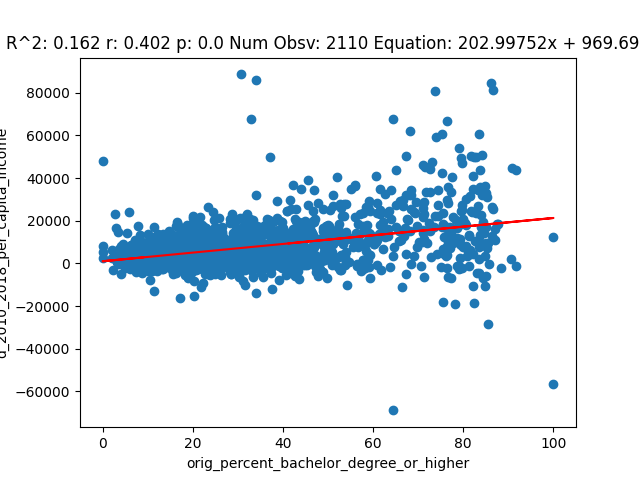 R^2: 0.162 r: 0.402 p: 0.0 Num Obsv: 2110 Equation: 202.99752x + 969.69
80000
60000
40000
20000
0
−20000
−40000
−60000
d_2010_2018_per_capita_income
0 20 40 60 80 100
orig_percent_bachelor_degree_or_higher